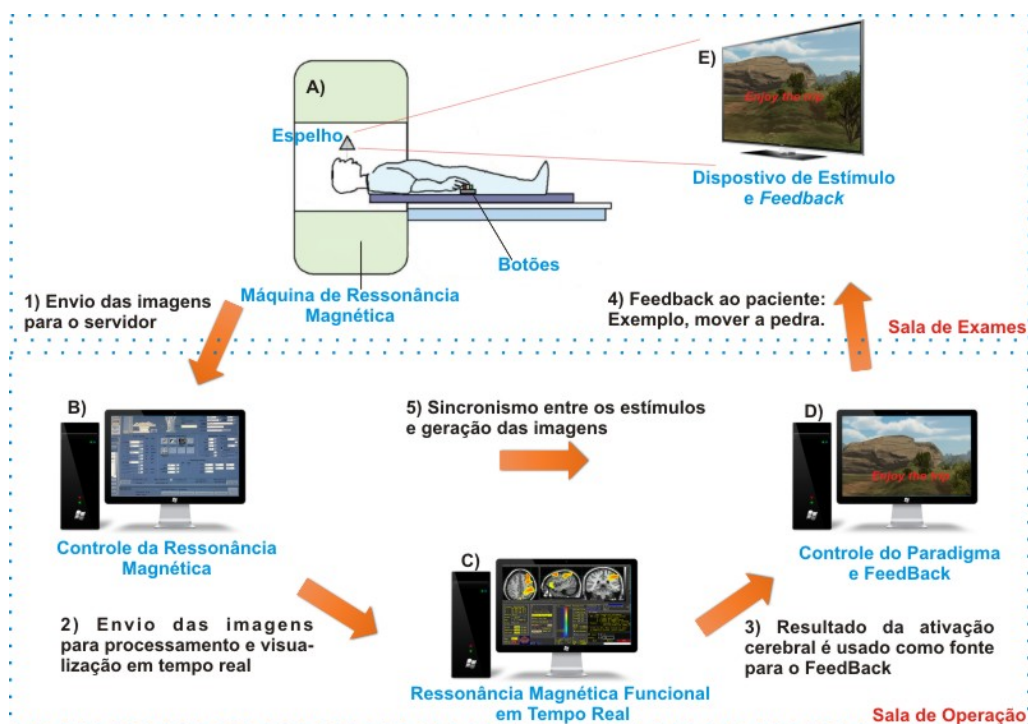 A)
Espelho
Botões
Máquina de Ressonância
Magnética
E)
Enjoy the trip
Dispostivo de Estímulo
e Feedback
1) Envio das imagens
para o servidor
4) Feedback ao paciente:
Exemplo, mover a pedra.
Sala de Exames
B)
Controle da Ressonância
Magnética
5) Sincronismo entre os estímulos
e geração das imagens
D)
Enjoy the trip
Controle do Paradigma
e FeedBack
C)
Ressonância Magnética Funcional
em Tempo Real
2) Envio das imagens
para processamento e visua-
lização em tempo real
3) Resultado da ativação
cerebral é usado como fonte
para o FeedBack
Sala de Operação